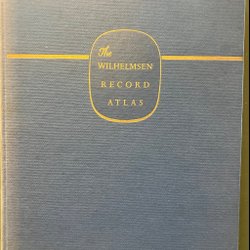 The
WILHELMSEN
RECORD
ATLAS